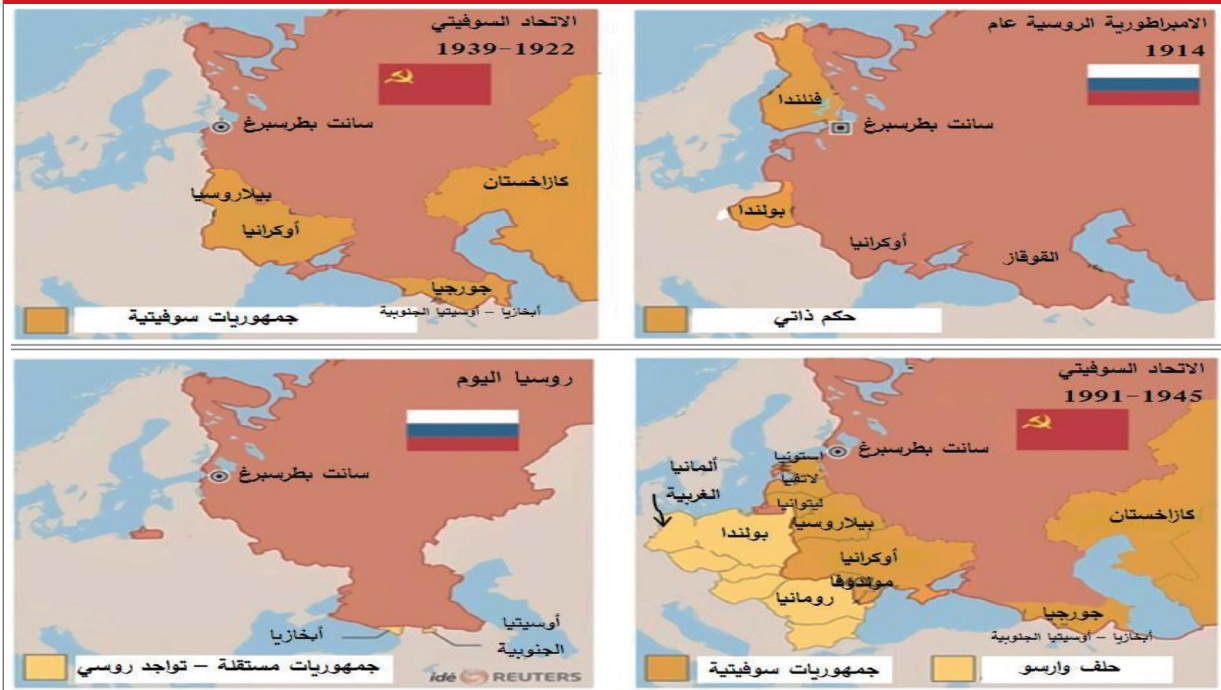 الامبراطورية الروسية عام
1914
فنلندا
سانت بطرسبرغ
بولندا
أوكرانيا
القوقاز
حكم ذاتي
الاتحاد السوفيتي
1939-1922
سانت بطرسبرغ
كازاخستان
بيلاروسيا
أوكرانيا
جورجيا
أبخازيا - أوسيتيا الجنوبية
جمهوريات سوفيتية
الاتحاد السوفيتي
1991-1945
سانت بطرسبرغ
استونيا
ألمانيا
الغربية
لاتفيا
ليتوانيا
كازاخستان
بيلاروسيا
بولندا
أوكرانيا
مولدوفا
رومانيا
جورجيا
أبخازيا - أوسيتيا الجنوبية
حلف وارسو
جمهوريات سوفيتية
روسيا اليوم
سانت بطرسبرغ
أوسيتيا
الجنوبية
أبخازيا
جمهوريات مستقلة - تواجد روسي
idé REUTERS